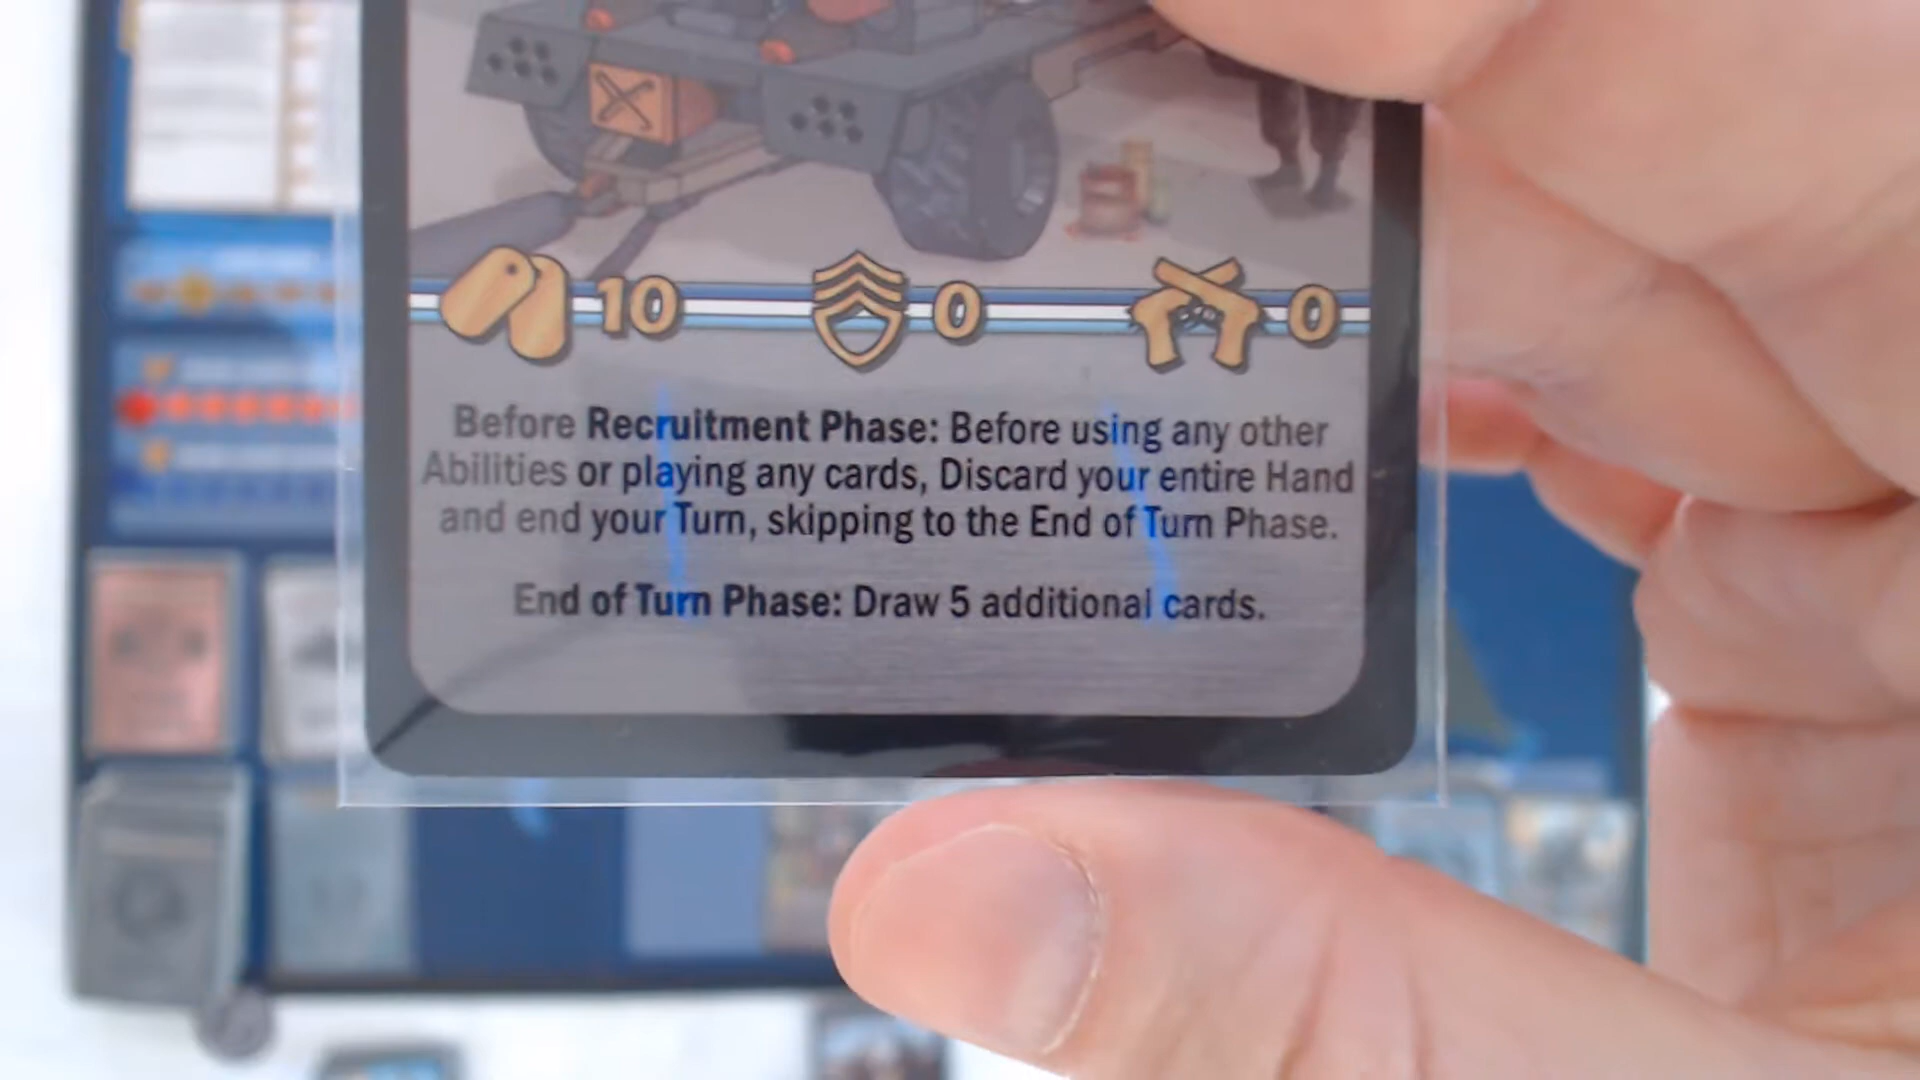 10 0 0
Before Recruitment Phase: Before using any other
Abilities or playing any cards, Discard your entire Hand
and end your Turn, skipping to the End of Turn Phase.
End of Turn Phase: Draw 5 additional cards.